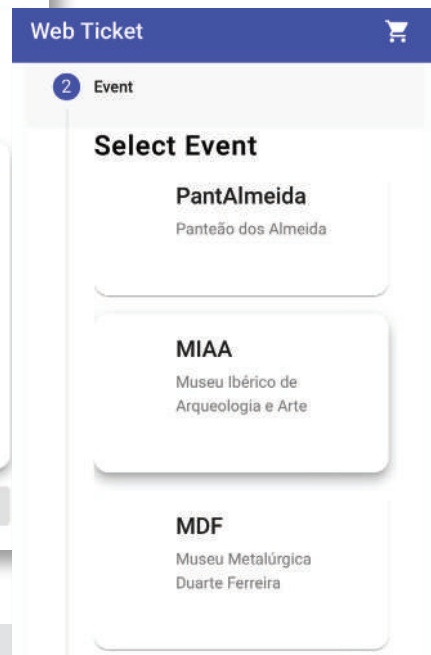 Web Ticket
2 Event
Select Event
PantAlmeida
Panteão dos Almeida
MIAA
Museu Ibérico de
Arqueologia e Arte
MDF
Museu Metalúrgica
Duarte Ferreira